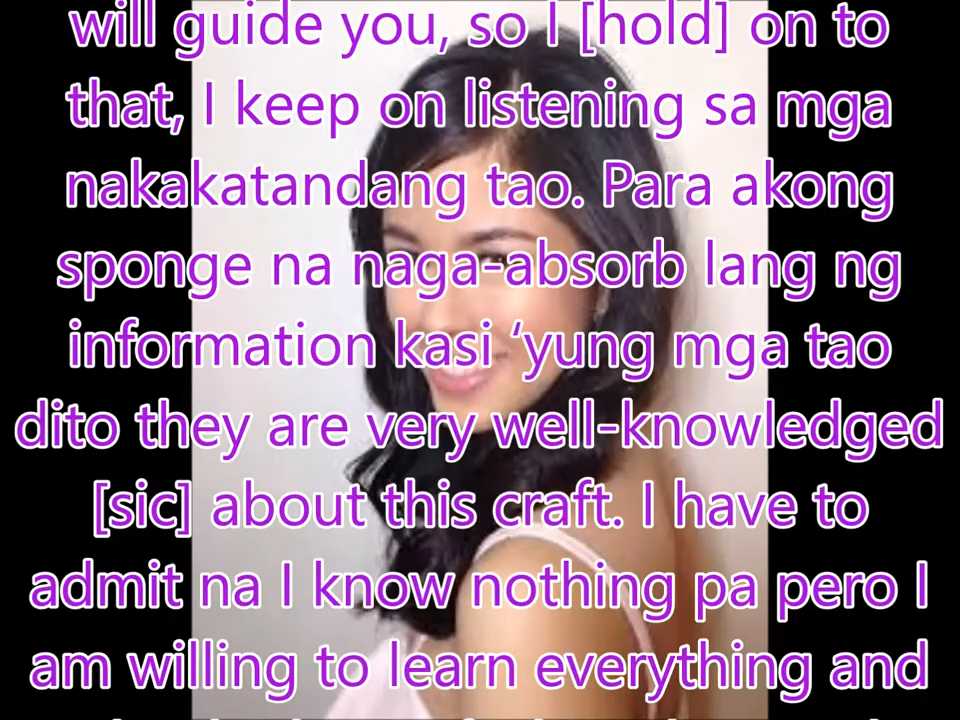 will guide you, so I [hold] on to
that, I keep on listening sa mga
nakakatandang tao. Para akong
sponge na naga-absorb lang ng
information kasi ‘yung mga tao
dito they are very well-knowledged
[sic] about this craft. I have to
admit na I know nothing pa pero I
am willing to learn everything and